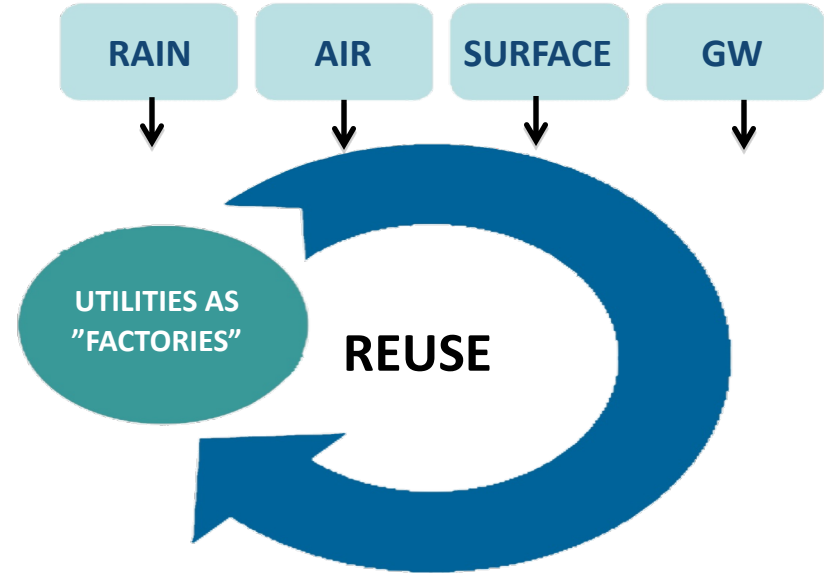 RAIN
AIR
SURFACE
GW
UTILITIES AS
”FACTORIES”
REUSE